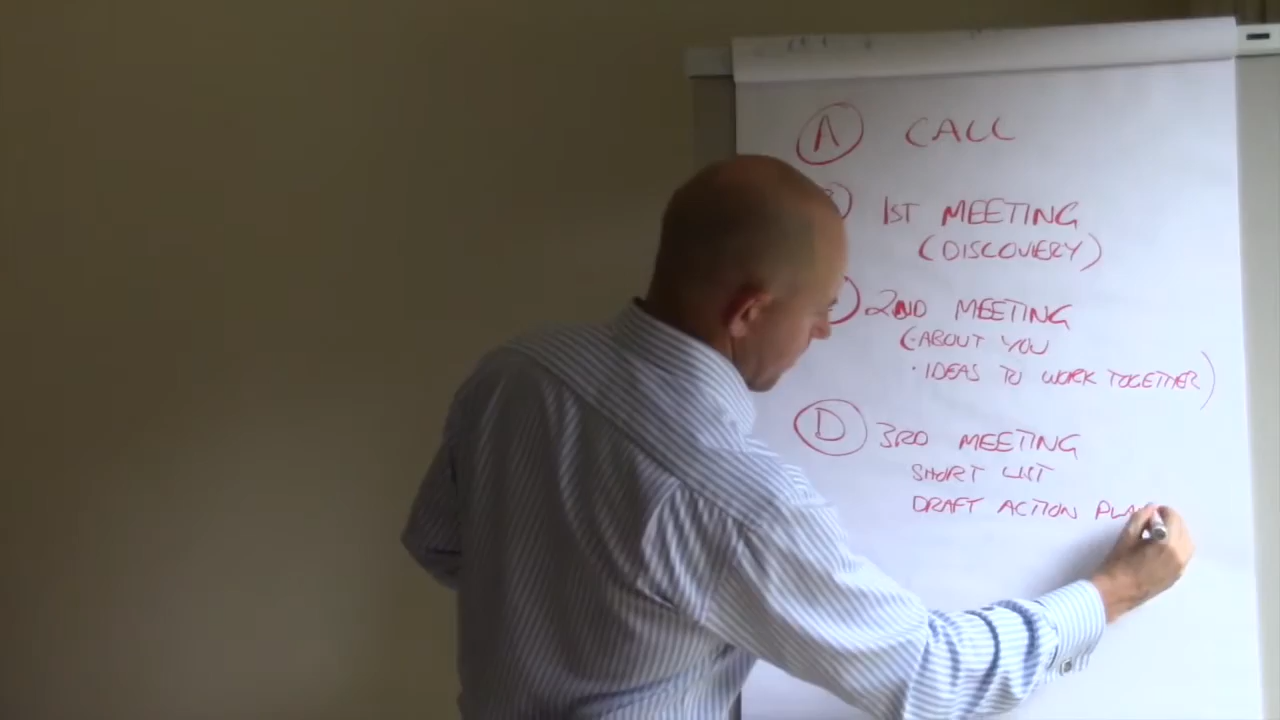 A CALL
1ST MEETING
(DISCOVERY)
2ND MEETING
(·ABOUT YOU
·IDEAS TO WORK TOGETHER)
D 3RD MEETING
SHORT LIST
DRAFT ACTION